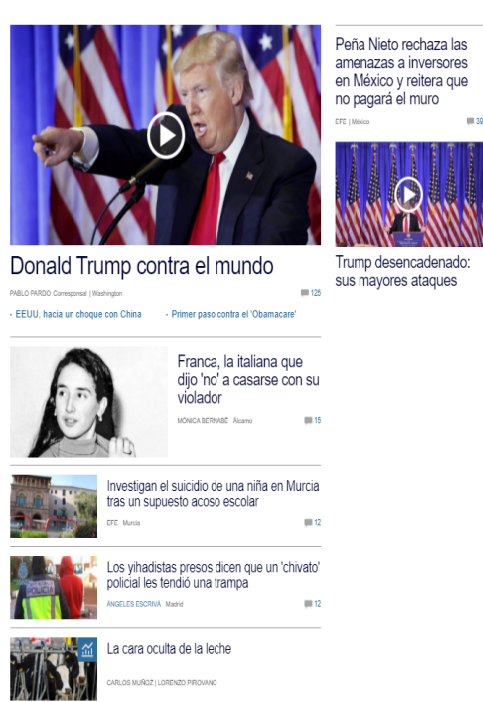 Donald Trump contra el mundo
PABLO PARDO Corresponsal | Washington
125
· EEUU, hacia ur choque con China
· Primer paso contra el 'Obamacare'
Franca, la italiana que
dijo 'no' a casarse con su
violador
MÓNICA BERNABÉ Álcamo
15
Investigan el suicidio de una niña en Murcia
tras un supuesto acoso escolar
EFE Murcia
12
Los yihadistas presos dicen que un 'chivato'
policial les tendió una trampa
ÁNGELES ESCRIVÁ Madrid
12
POLICÍA
La cara oculta de la leche
CARLOS MUÑOZ | LORENZO PIROVANO
Peña Nieto rechaza las
amenazas a inversores
en México y reitera que
no pagará el muro
EFE | México
39
Trump desencadenado:
sus mayores ataques